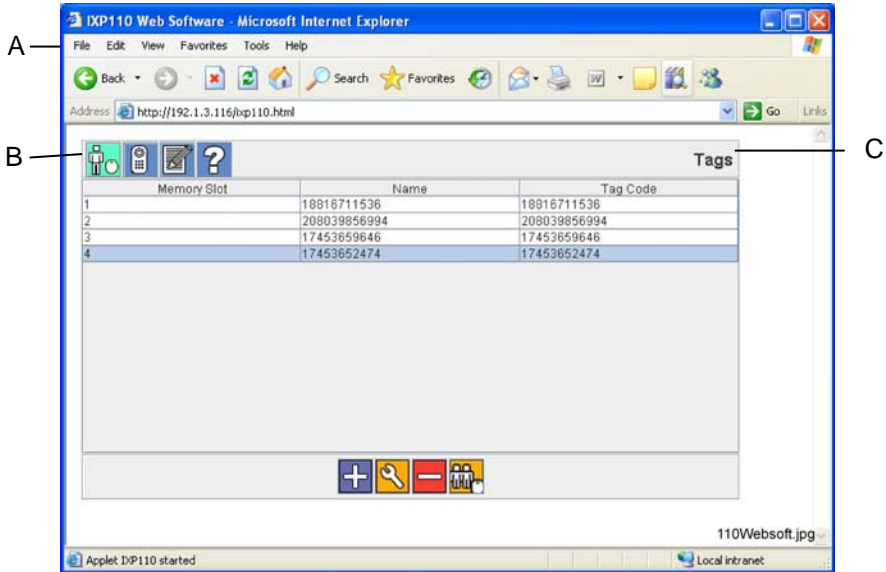 IXP110 Web Software - Microsoft Internet Explorer
A
File Edit View Favorites Tools Help
Back Search Favorites
Address http://192.1.3.116/ixp110.html Go Links
B
Tags
C
Memory Slot Name Tag Code
1 18816711536 18816711536
2 208039856994 208039856994
3 17453659646 17453659646
4 17453652474 17453652474
110Websoft.jpg
Applet IXP110 started Local intranet